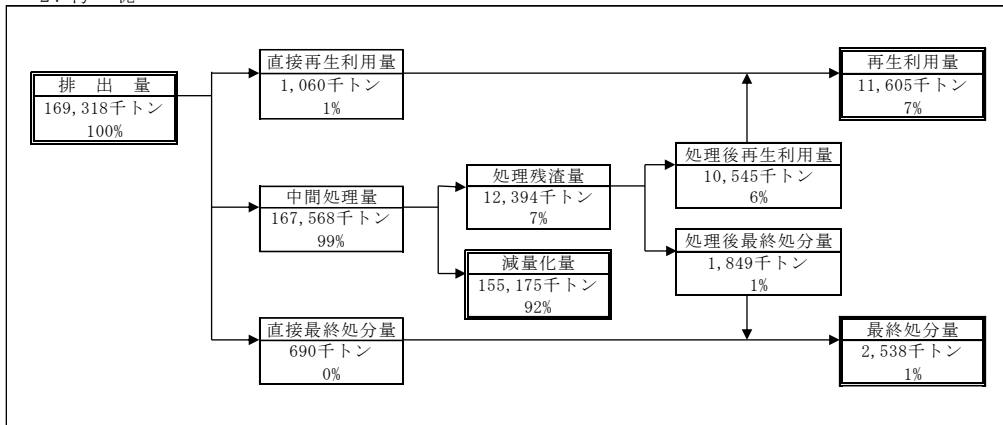 排 出 量
169,318千トン
100%
直接再生利用量
1,060千トン
1%
再生利用量
11,605千トン
7%
中間処理量
167,568千トン
99%
処理残渣量
12,394千トン
7%
処理後再生利用量
10,545千トン
6%
減量化量
155,175千トン
92%
処理後最終処分量
1,849千トン
1%
直接最終処分量
690千トン
0%
最終処分量
2,538千トン
1%